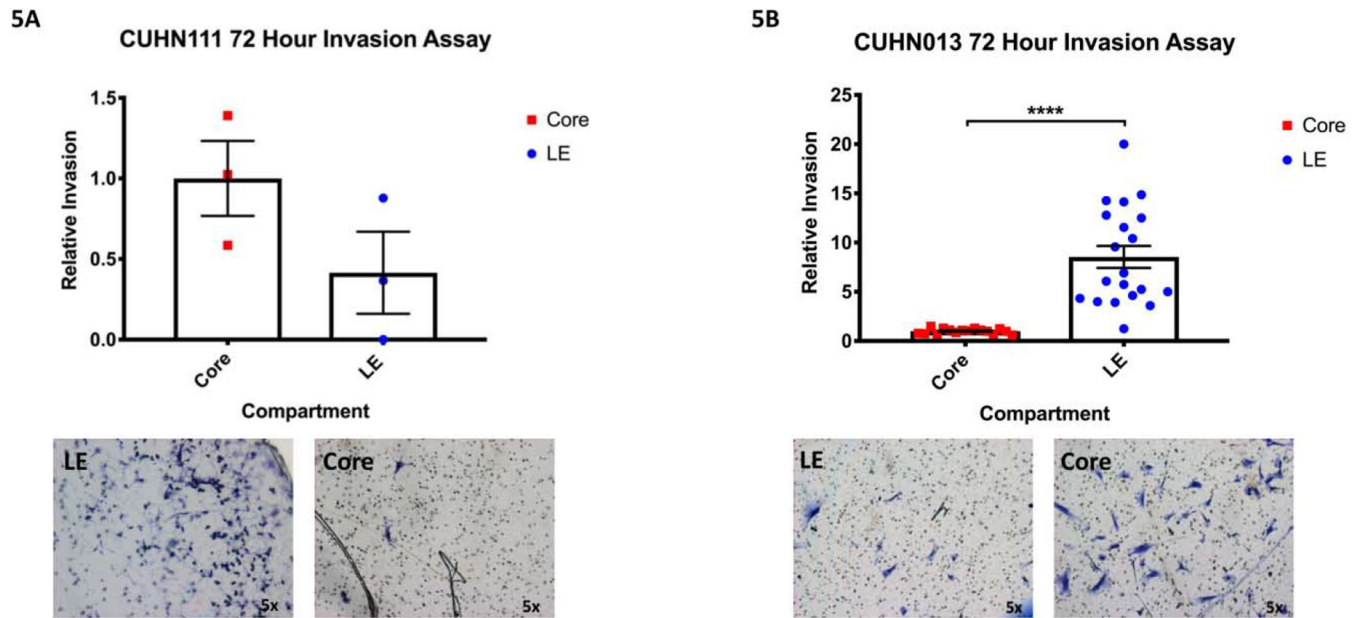 5A
CUHN111 72 Hour Invasion Assay
Relative Invasion
1.5
1.0
0.5
0.0
Core
LE
Core
LE
Compartment
LE
5x
Core
5x
5B
CUHN013 72 Hour Invasion Assay
Relative Invasion
25
20
15
10
5
0
****
Core
LE
Core
LE
Compartment
LE
5x
Core
5x